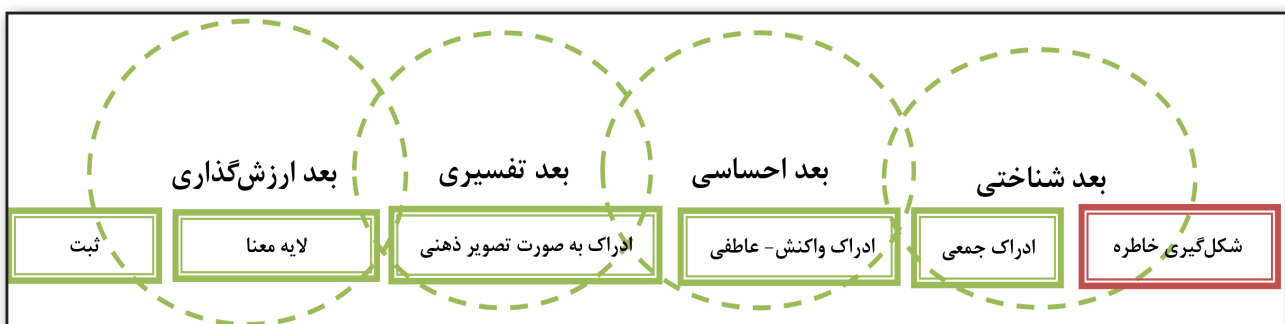 بعد شناختی
بعد احساسی
بعد تفسیری
بعد ارزش‌گذاری
شکل‌گیری خاطره
ادراک جمعی
ادراک واکنش- عاطفی
ادراک به صورت تصویر ذهنی
لایه معنا
ثبت